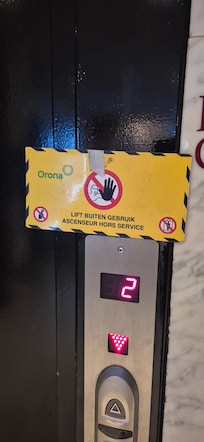 Orona
LIFT BUITEN GEBRUIK
ASCENSEUR HORS SERVICE
2